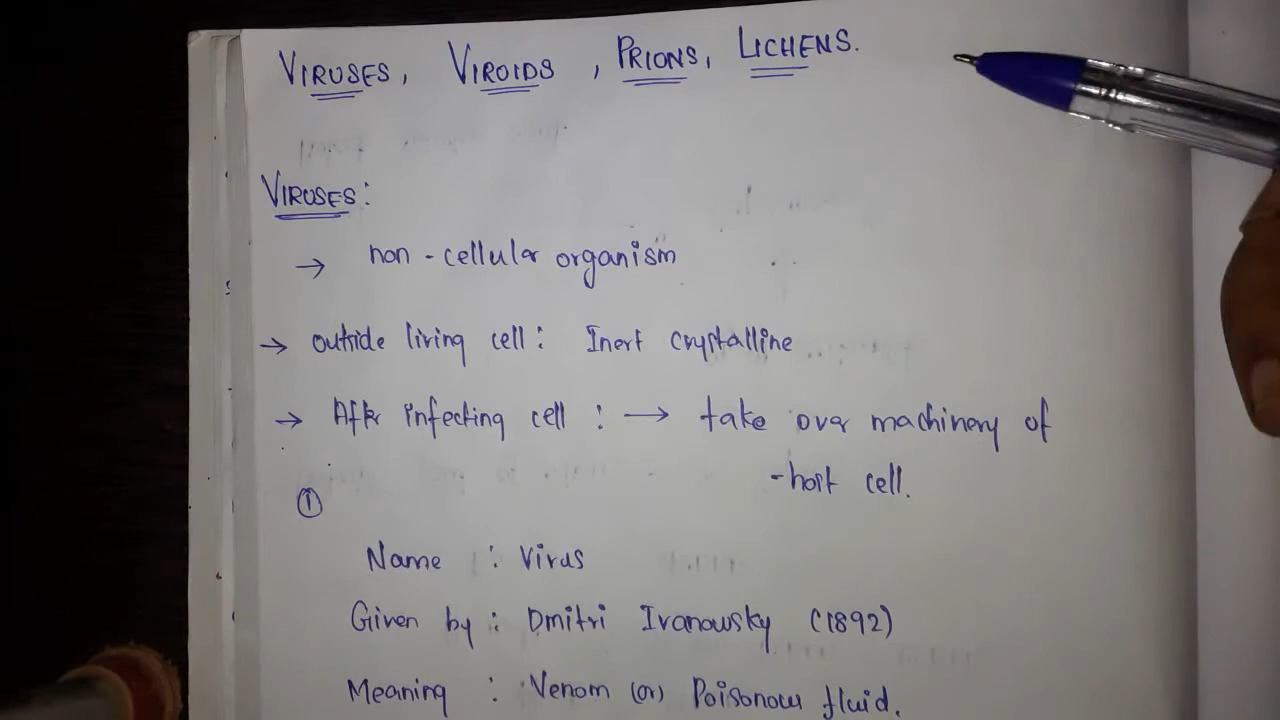 VIRUSES, VIROIDS, PRIONS, LICHENS.
VIRUSES:
→ non-cellular organism
→ outside living cell: Inert crystalline
→ After infecting cell: → take over machinery of
-host cell.
①
Name : Virus
Given by : Dmitri Ivanowsky (1892)
Meaning : Venom (or) Poisonous fluid.